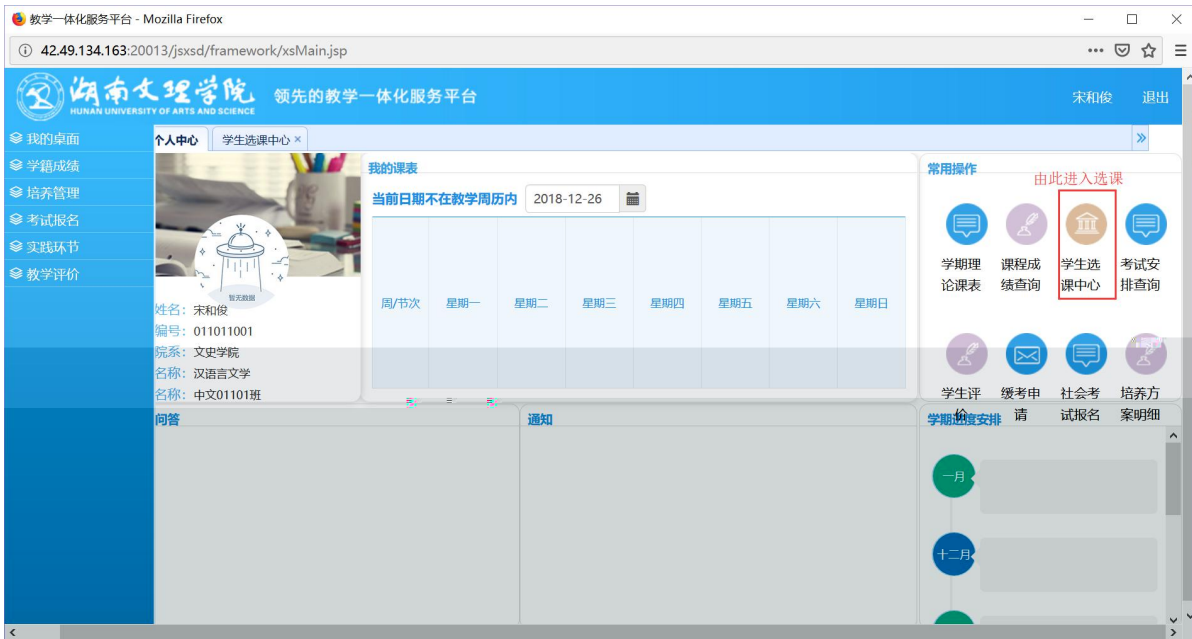 教学一体化服务平台 - Mozilla Firefox
42.49.134.163:20013/jsxsd/framework/xsMain.jsp
湖南文理学院
HUNAN UNIVERSITY OF ARTS AND SCIENCE
领先的教学一体化服务平台
宋和俊 退出
我的桌面
学籍成绩
培养管理
考试报名
实践环节
教学评价
个人中心 学生选课中心 ×
暂无数据
姓名: 宋和俊
编号: 011011001
院系: 文史学院
名称: 汉语言文学
名称: 中文01101班
我的课表
当前日期不在教学周历内 2018-12-26
周/节次 星期一 星期二 星期三 星期四 星期五 星期六 星期日
常用操作
由此进入选课
学期理论课表
课程成绩查询
学生选课中心
考试安排查询
学生评价
缓考申请
社会考试报名
培养方案明细
问答
通知
学期进度安排
一月
十二月